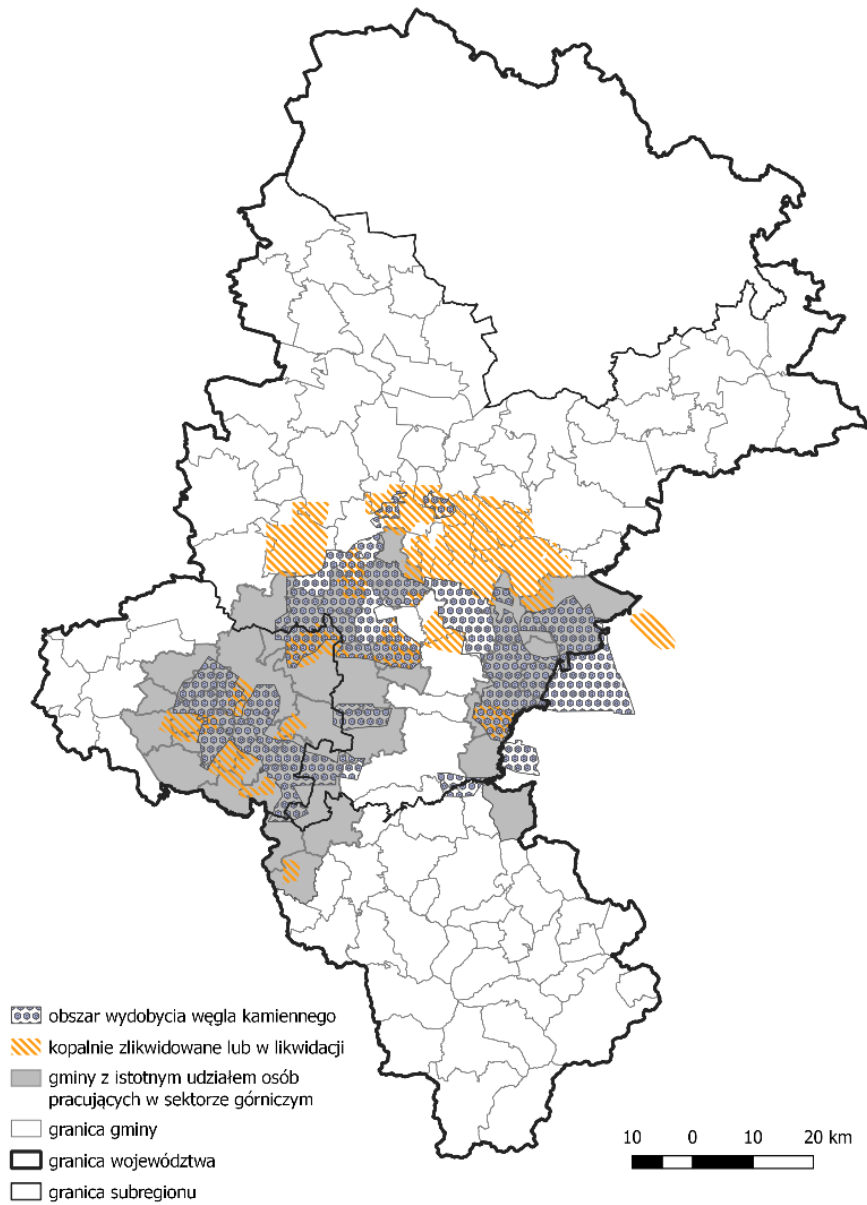 obszar wydobycia węgla kamiennego
kopalnie zlikwidowane lub w likwidacji
gminy z istotnym udziałem osób
pracujących w sektorze górniczym
granica gminy
granica województwa
granica subregionu
10 0 10 20 km